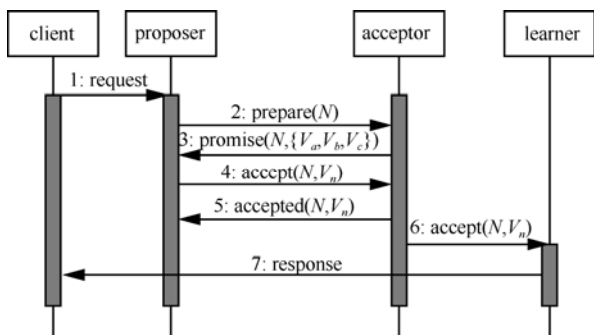 client
proposer
acceptor
learner
1: request
2: prepare(N)
3: promise(N,{Va,Vb,Vc})
4: accept(N,Vn)
5: accepted(N,Vn)
6: accept(N,Vn)
7: response